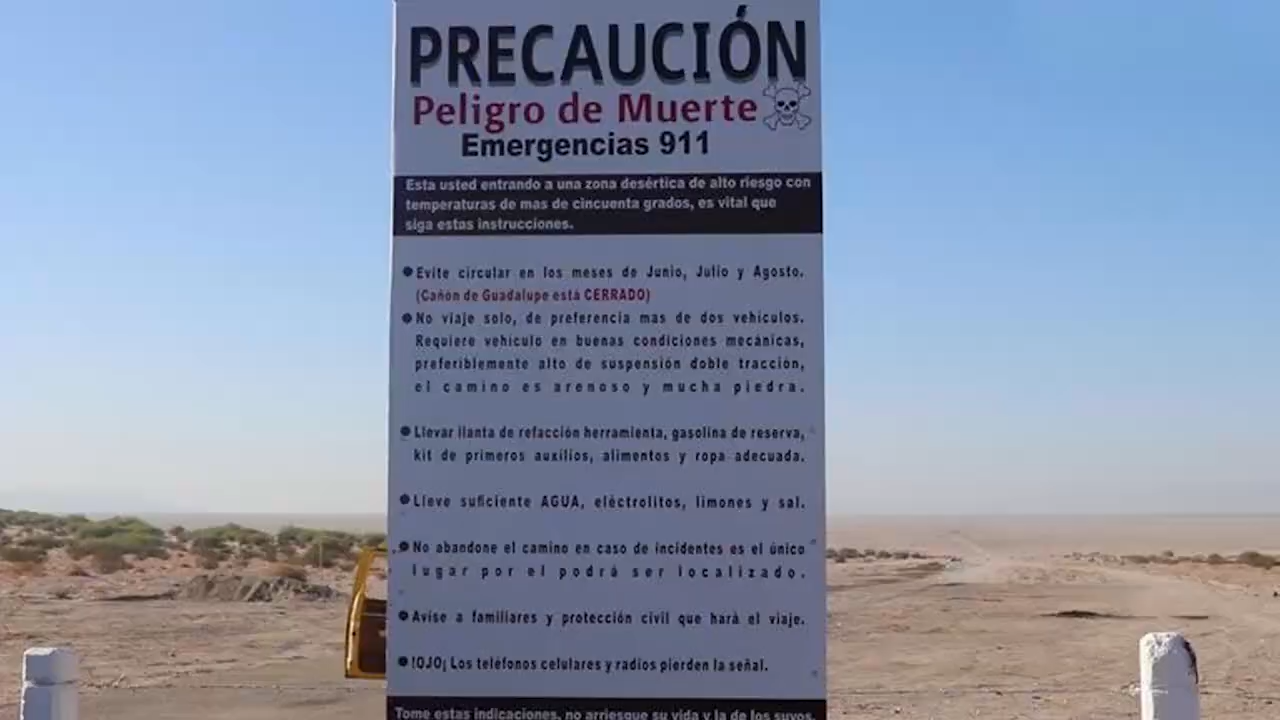 PRECAUCIÓN
Peligro de Muerte
Emergencias 911
Esta usted entrando a una zona desértica de alto riesgo con
temperaturas de mas de cincuenta grados, es vital que
siga estas instrucciones.
●Evite circular en los meses de Junio, Julio y Agosto.
(Cañón de Guadalupe está CERRADO)
●No viaje solo, de preferencia mas de dos vehículos.
Requiere vehículo en buenas condiciones mecánicas,
preferiblemente alto de suspensión doble tracción,
el camino es arenoso y mucha piedra.
●Llevar llanta de refacción herramienta, gasolina de reserva,
kit de primeros auxilios, alimentos y ropa adecuada.
●Lleve suficiente AGUA, eléctrolitos, limones y sal.
●No abandone el camino en caso de incidentes es el único
lugar por el podrá ser localizado.
●Avise a familiares y protección civil que hará el viaje.
●!OJO¡ Los teléfonos celulares y radios pierden la señal.
Tome estas indicaciones, no arriesgue su vida y la de los suyos.